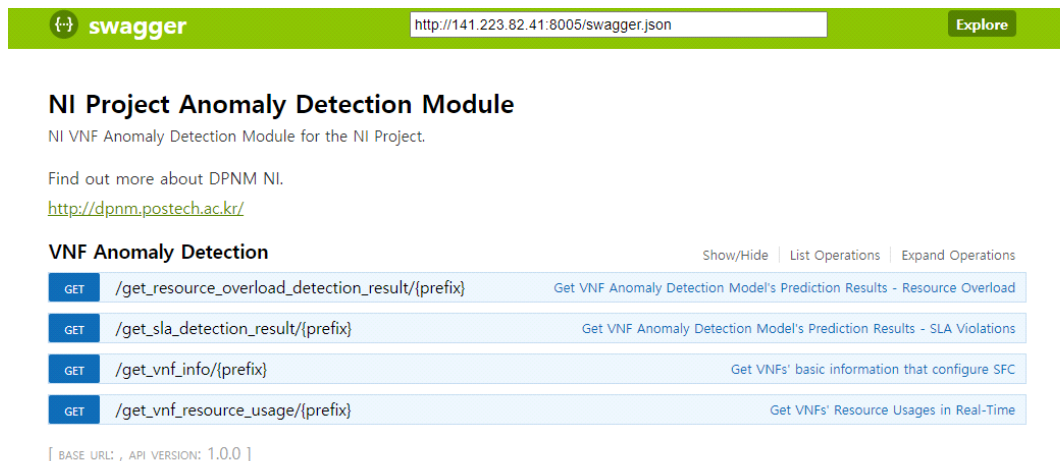 {··} swagger http://141.223.82.41:8005/swagger.json Explore
NI Project Anomaly Detection Module
NI VNF Anomaly Detection Module for the NI Project.
Find out more about DPNM NI.
http://dpnm.postech.ac.kr/
VNF Anomaly Detection Show/Hide List Operations Expand Operations
GET /get_resource_overload_detection_result/{prefix} Get VNF Anomaly Detection Model's Prediction Results - Resource Overload
GET /get_sla_detection_result/{prefix} Get VNF Anomaly Detection Model's Prediction Results - SLA Violations
GET /get_vnf_info/{prefix} Get VNFs' basic information that configure SFC
GET /get_vnf_resource_usage/{prefix} Get VNFs' Resource Usages in Real-Time
[ BASE URL: , API VERSION: 1.0.0 ]